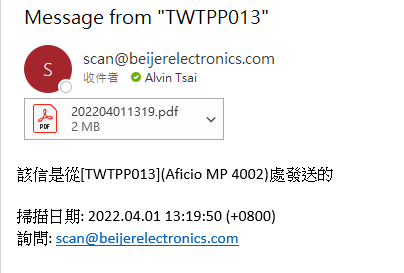 Message from "TWTPP013"
S
scan@beijerelectronics.com
收件者 Alvin Tsai
PDF
202204011319.pdf
2 MB
該信是從[TWTPP013](Aficio MP 4002)處發送的
掃描日期: 2022.04.01 13:19:50 (+0800)
詢問: scan@beijerelectronics.com